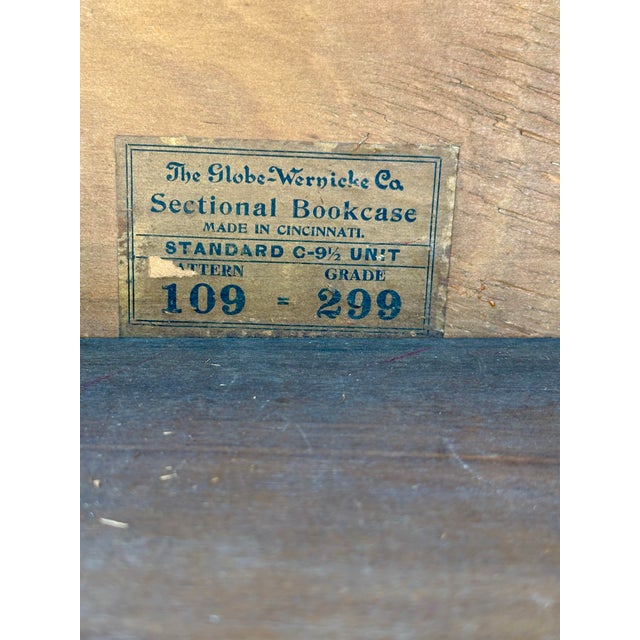 The Globe-Wernicke Co.
Sectional Bookcase
MADE IN CINCINNATI.
STANDARD C-9½ UNIT
ATTERN GRADE
109 = 299